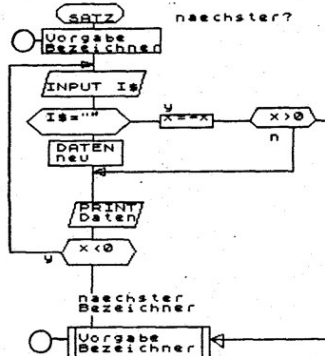 SATZ
naechster?
Vorgabe
Bezeichner
INPUT I$
I$=""
y
x=-x
x>0
n
DATEN
neu
PRINT
Daten
x<0
y
naechster
Bezeichner
Vorgabe
Bezeichner